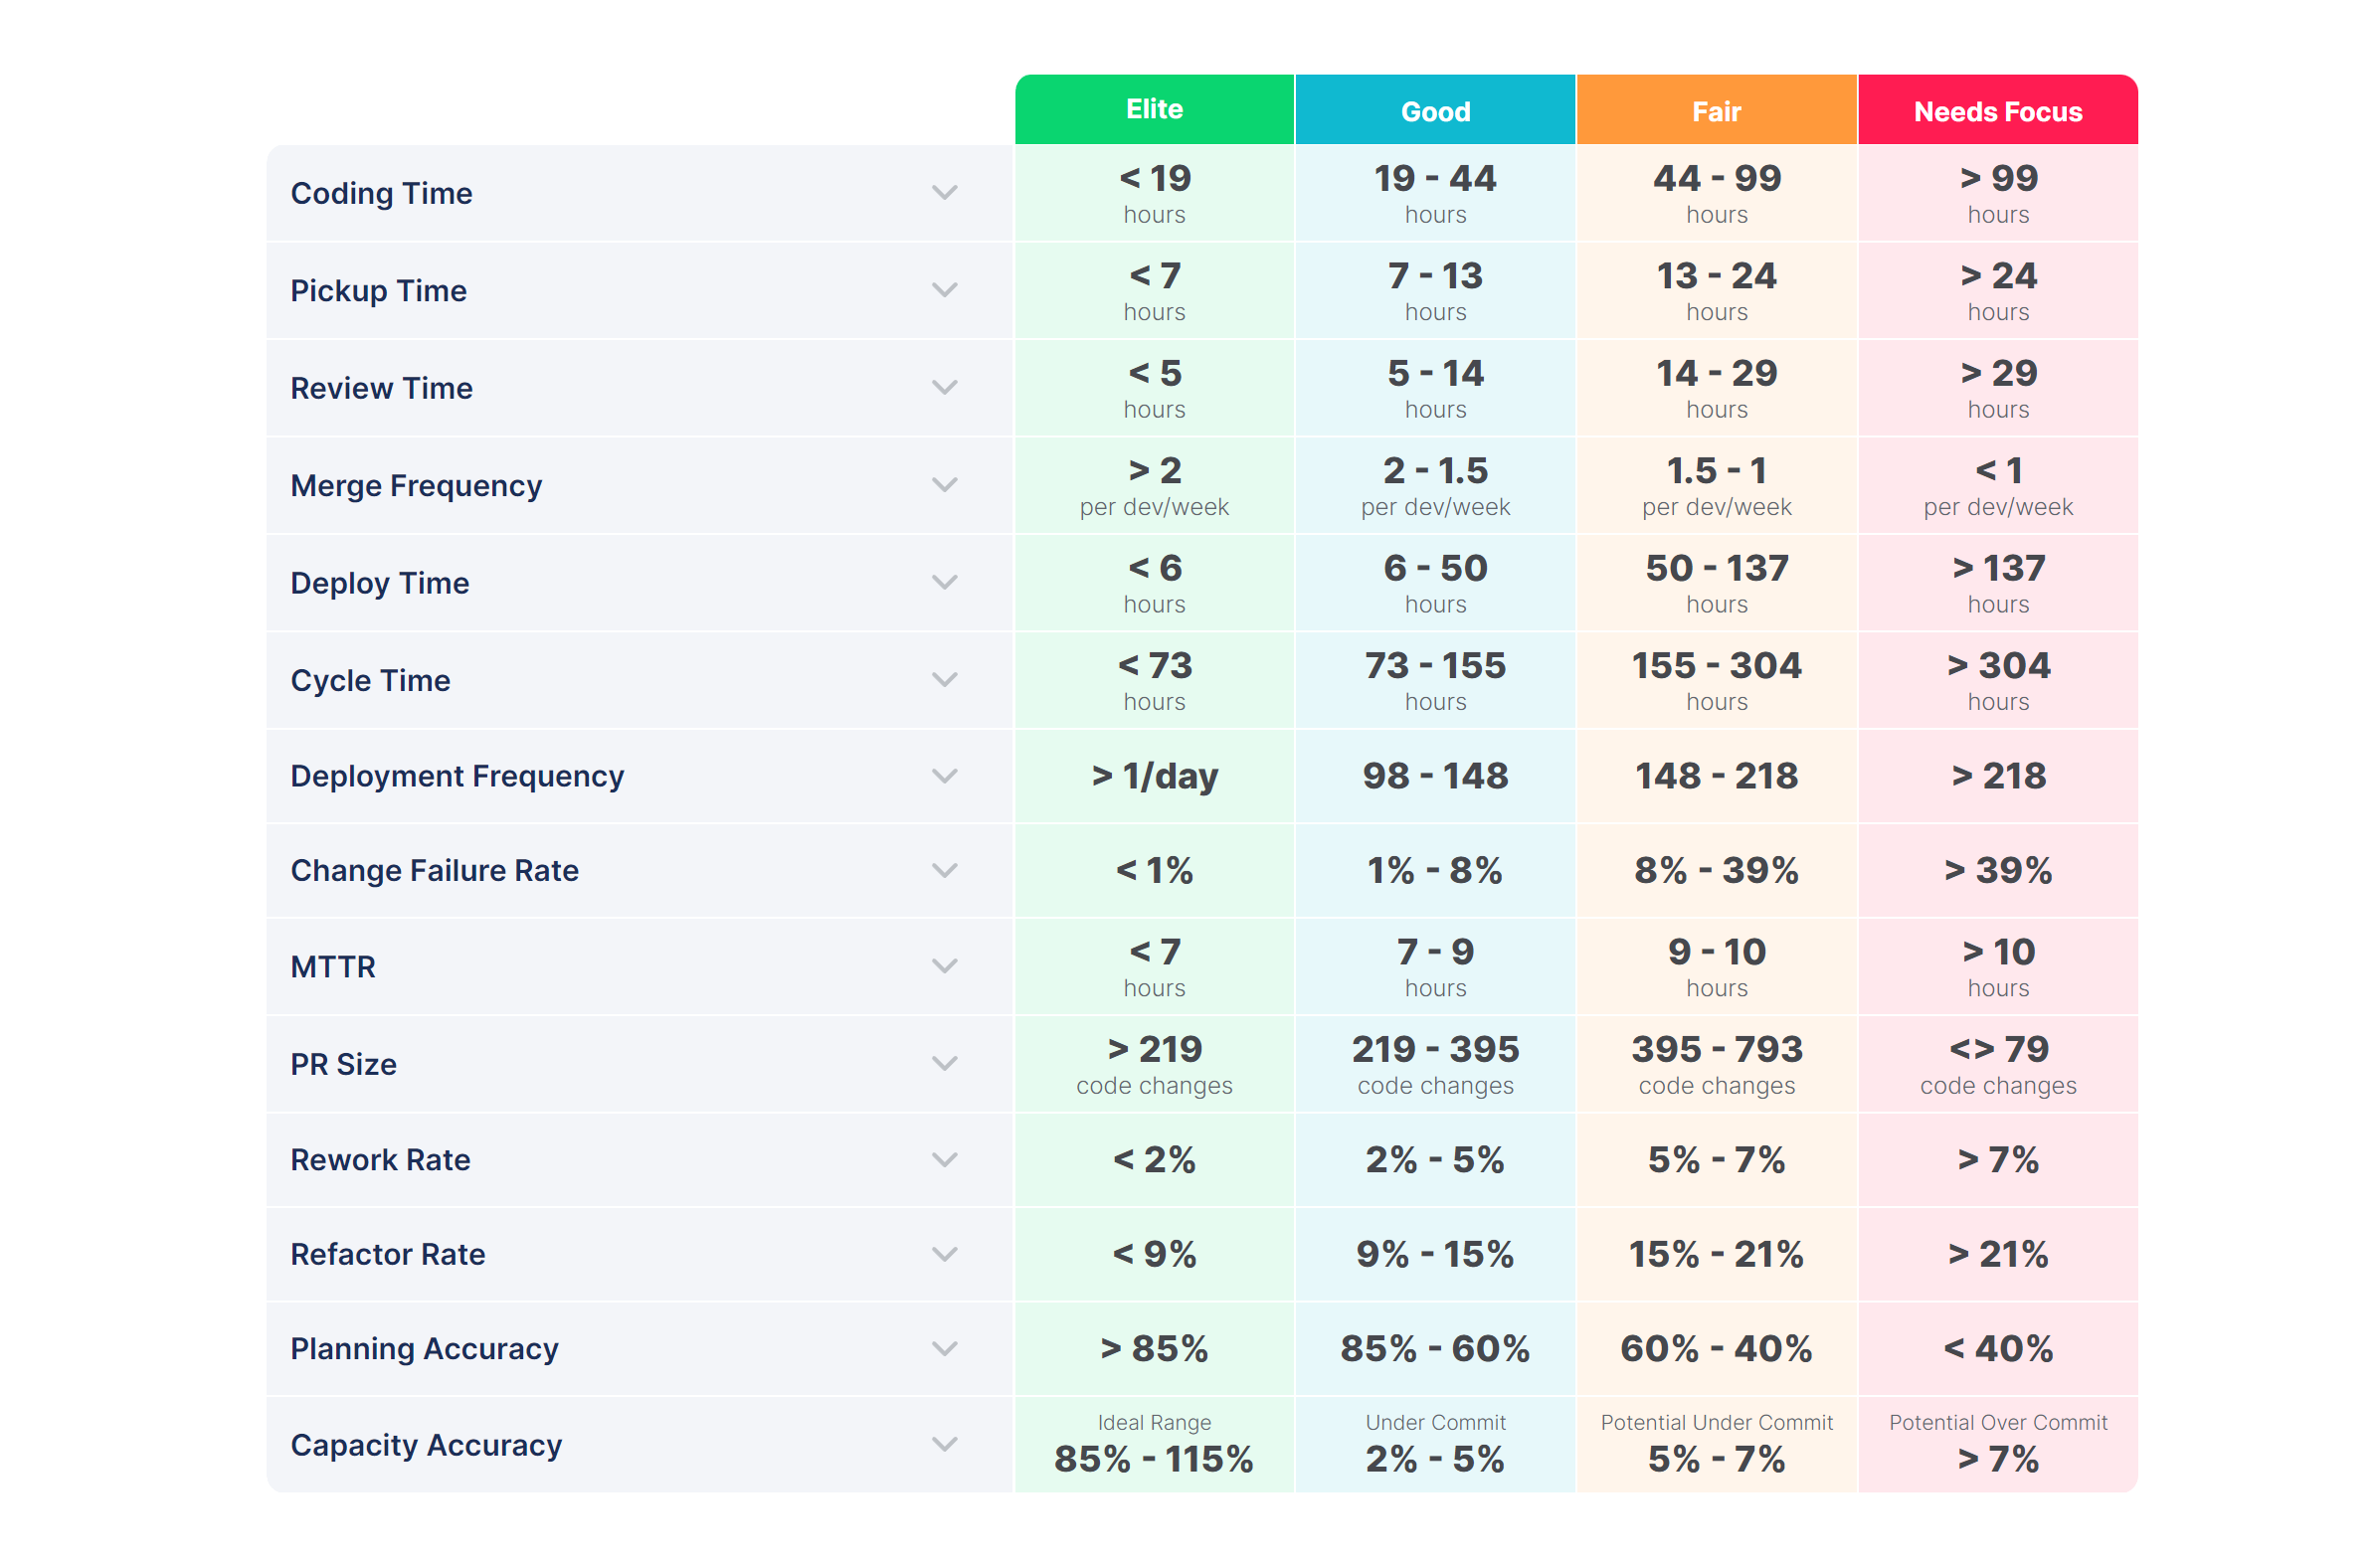 Elite
Good
Fair
Needs Focus
Coding Time
< 19
hours
19 - 44
hours
44 - 99
hours
> 99
hours
Pickup Time
< 7
hours
7 - 13
hours
13 - 24
hours
> 24
hours
Review Time
< 5
hours
5 - 14
hours
14 - 29
hours
> 29
hours
Merge Frequency
> 2
per dev/week
2 - 1.5
per dev/week
1.5 - 1
per dev/week
< 1
per dev/week
Deploy Time
< 6
hours
6 - 50
hours
50 - 137
hours
> 137
hours
Cycle Time
< 73
hours
73 - 155
hours
155 - 304
hours
> 304
hours
Deployment Frequency
> 1/day
98 - 148
148 - 218
> 218
Change Failure Rate
< 1%
1% - 8%
8% - 39%
> 39%
MTTR
< 7
hours
7 - 9
hours
9 - 10
hours
> 10
hours
PR Size
> 219
code changes
219 - 395
code changes
395 - 793
code changes
<> 79
code changes
Rework Rate
< 2%
2% - 5%
5% - 7%
> 7%
Refactor Rate
< 9%
9% - 15%
15% - 21%
> 21%
Planning Accuracy
> 85%
85% - 60%
60% - 40%
< 40%
Capacity Accuracy
Ideal Range
85% - 115%
Under Commit
2% - 5%
Potential Under Commit
5% - 7%
Potential Over Commit
> 7%